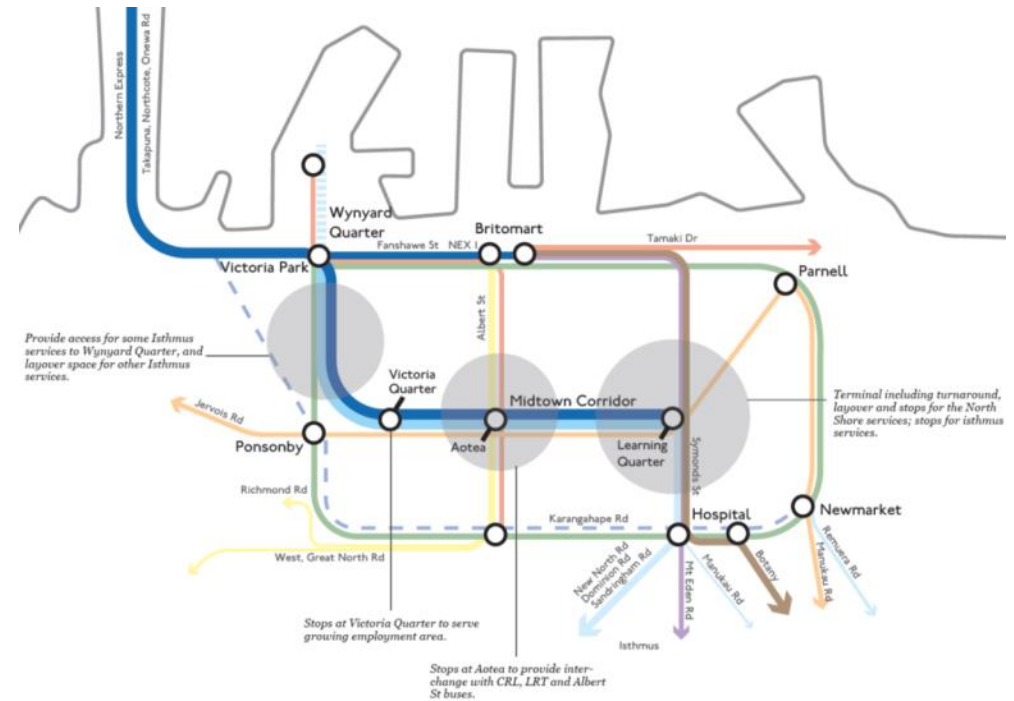 Northern Express
Takapuna, Northcote, Onewa Rd
Wynyard
Quarter
Fanshawe St
NEX 1
Britomart
Tamaki Dr
Victoria Park
Parnell
Albert St
Provide access for some Isthmus
services to Wynyard Quarter, and
layover space for other Isthmus
services.
Victoria
Quarter
Midtown Corridor
Terminal including turnaround,
layover and stops for the North
Shore services; stops for isthmus
services.
Jervois Rd
Ponsonby
Aotea
Learning
Quarter
Symonds St
Richmond Rd
Karangahape Rd
Hospital
Newmarket
West, Great North Rd
New North Rd
Dominion Rd
Sandringham Rd
Mt Eden Rd
Manukau Rd
Botany
Manukau Rd
Remuera Rd
Isthmus
Stops at Victoria Quarter to serve
growing employment area.
Stops at Aotea to provide inter-
change with CRL, LRT and Albert
St buses.